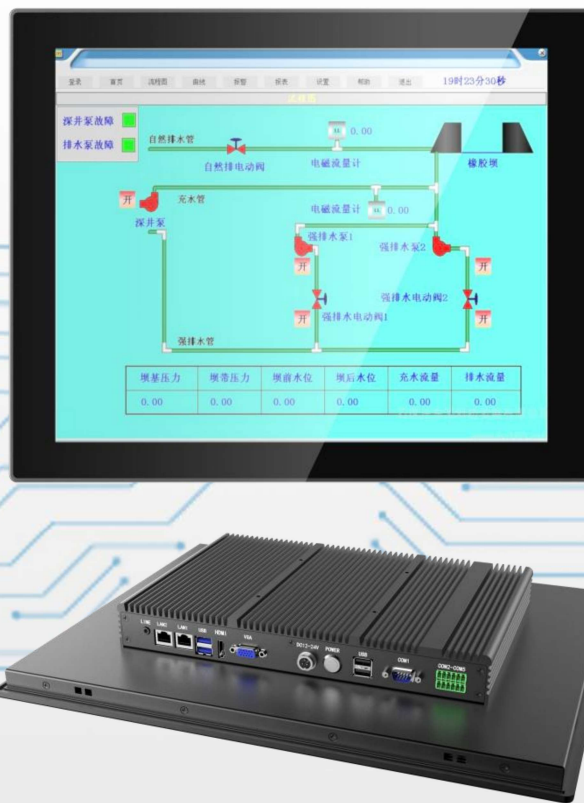 登录 首页 流程图 曲线 报警 报表 设置 帮助 退出 19时23分30秒
流程图
深井泵故障
排水泵故障
自然排水管
0.00
自然排电动阀
电磁流量计
橡胶坝
开
充水管
深井泵
电磁流量计
0.00
强排水泵1
强排水泵2
开
开
强排水电动阀2
开
强排水电动阀1
开
强排水管
坝基压力 坝带压力 坝前水位 坝后水位 充水流量 排水流量
0.00 0.00 0.00 0.00 0.00 0.00
LINE LAN2 LAN1 USB HDMI VGA DC12-24V POWER USB COM1 COM2-COM3